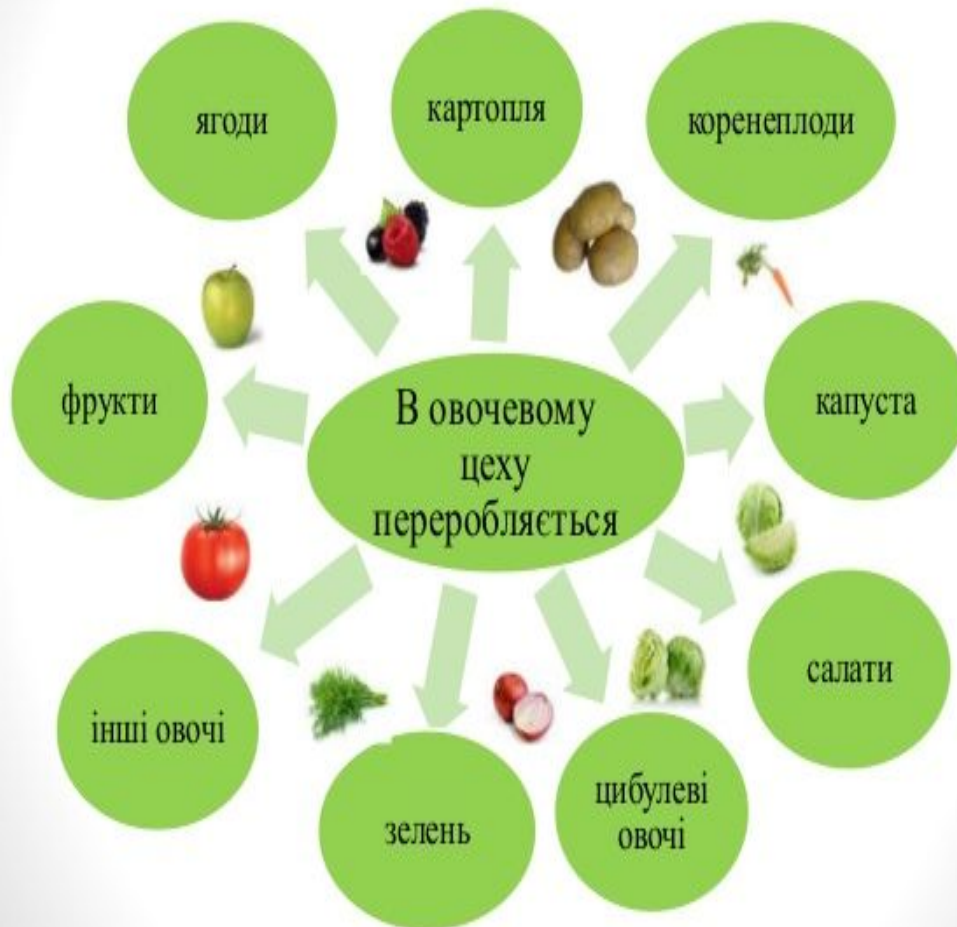 ягоди
картопля
коренеплоди
фрукти
В овочевому
цеху
переробляється
капуста
інші овочі
зелень
цибулеві
овочі
салати